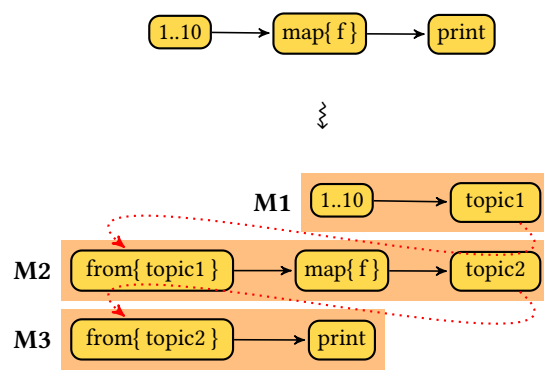 1..10 map{ f } print
M1 1..10 topic1
M2 from{ topic1 } map{ f } topic2
M3 from{ topic2 } print